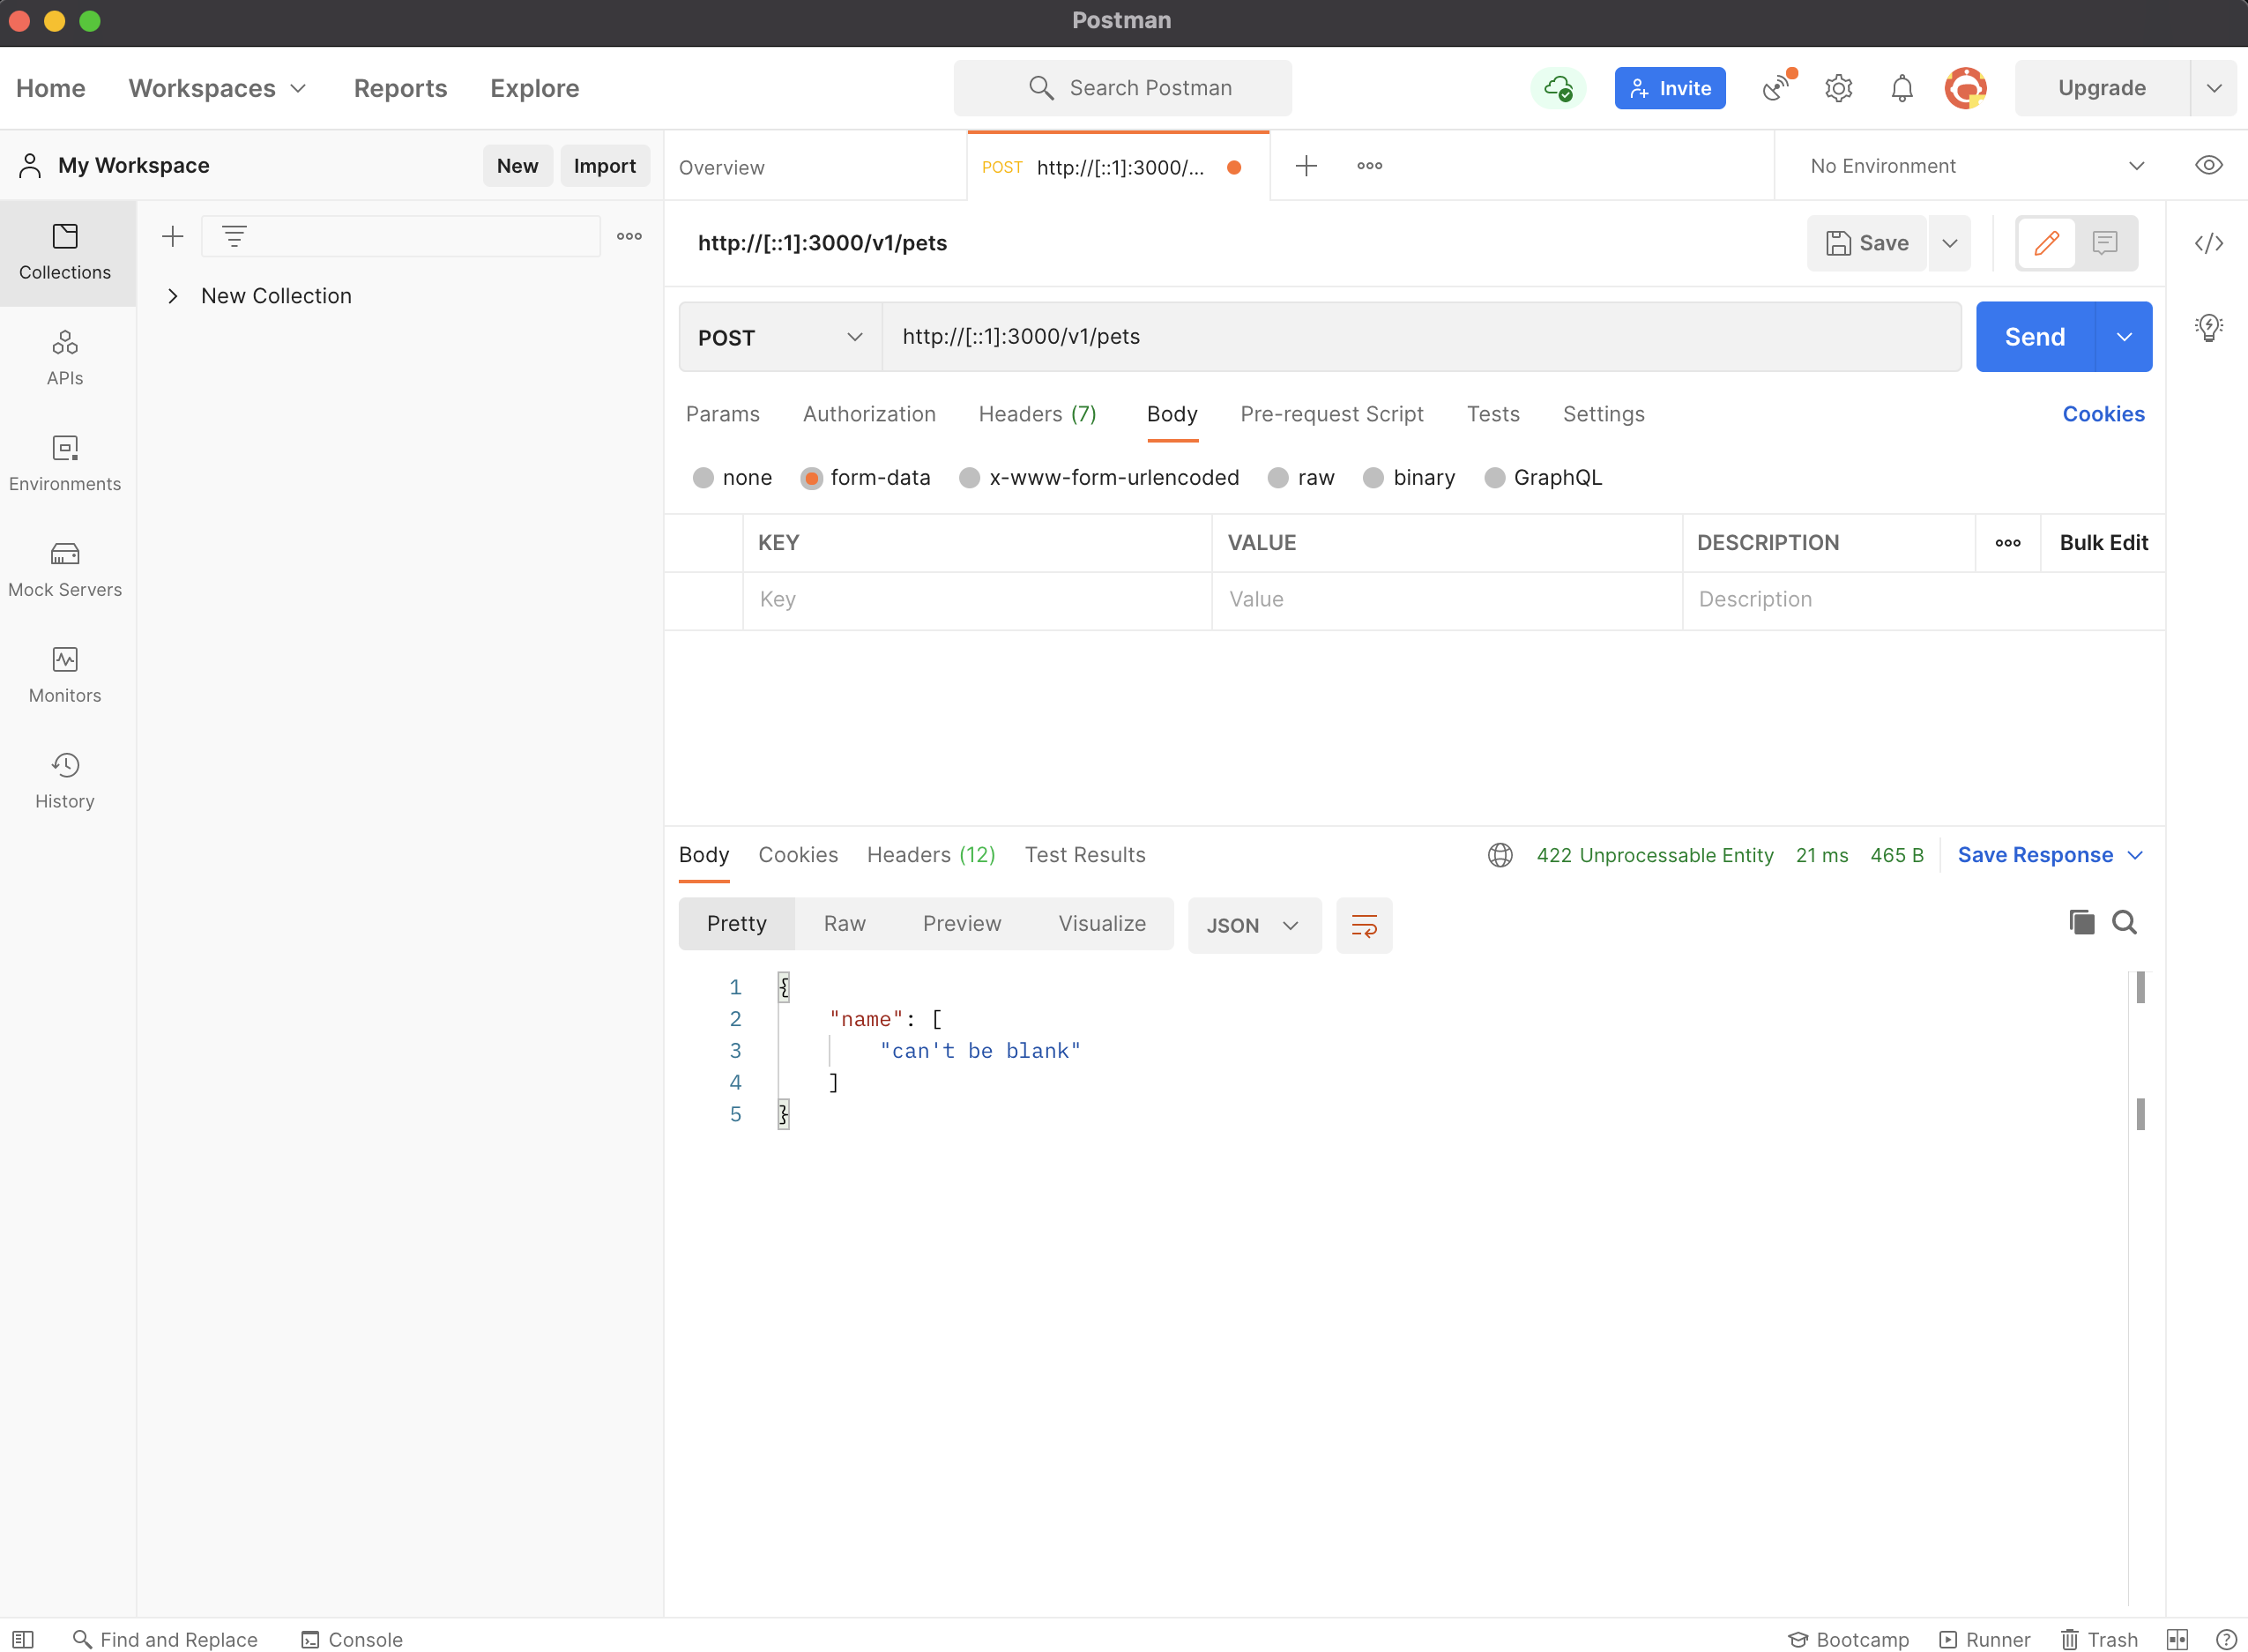 Postman
Home Workspaces Reports Explore Search Postman Invite Upgrade
My Workspace New Import Overview POST http://[::1]:3000/... No Environment
Collections
New Collection
APIs
Environments
Mock Servers
Monitors
History
http://[::1]:3000/v1/pets Save
POST http://[::1]:3000/v1/pets Send
Params Authorization Headers (7) Body Pre-request Script Tests Settings Cookies
none form-data x-www-form-urlencoded raw binary GraphQL
KEY VALUE DESCRIPTION Bulk Edit
Key Value Description
Body Cookies Headers (12) Test Results 422 Unprocessable Entity 21 ms 465 B Save Response
Pretty Raw Preview Visualize JSON
1 {
2 "name": [
3 "can't be blank"
4 ]
5 }
Find and Replace Console Bootcamp Runner Trash